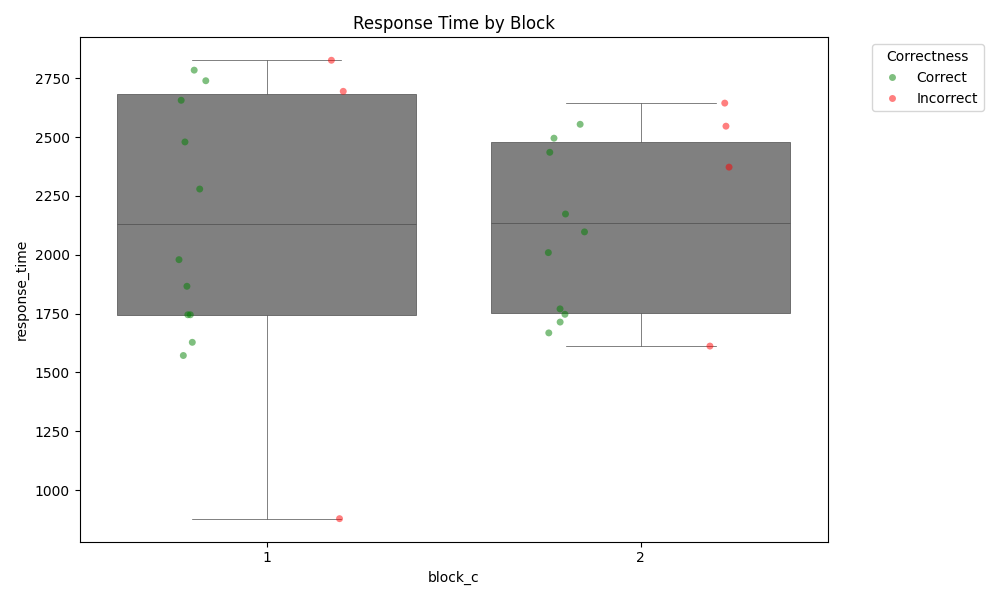 Response Time by Block
Correctness
Correct
Incorrect
response_time
2750
2500
2250
2000
1750
1500
1250
1000
1
2
block_c